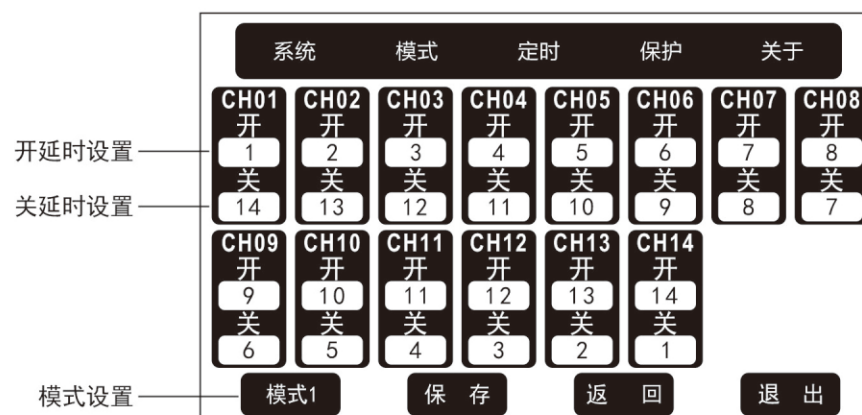 系统 模式 定时 保护 关于
CH01 CH02 CH03 CH04 CH05 CH06 CH07 CH08
开 开 开 开 开 开 开 开
开延时设置 1 2 3 4 5 6 7 8
关 关 关 关 关 关 关 关
关延时设置 14 13 12 11 10 9 8 7
CH09 CH10 CH11 CH12 CH13 CH14
开 开 开 开 开 开
9 10 11 12 13 14
关 关 关 关 关 关
6 5 4 3 2 1
模式设置 模式1 保 存 返 回 退 出